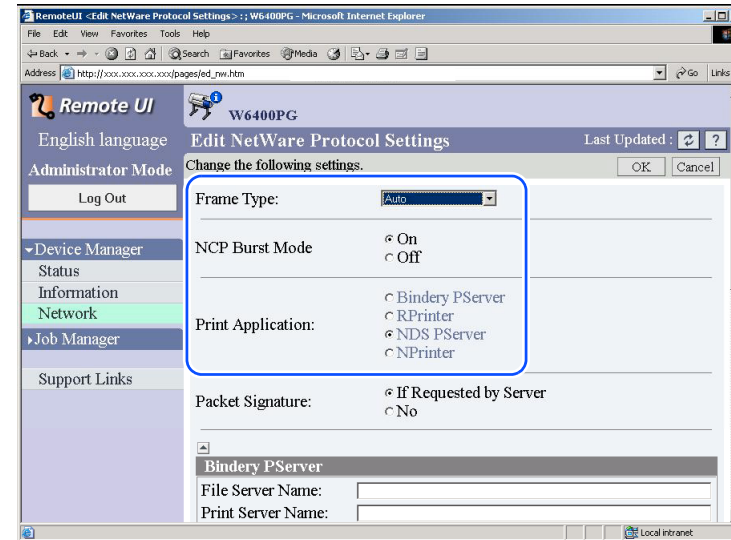 RemoteUI <Edit NetWare Protocol Settings> : ; W6400PG - Microsoft Internet Explorer
File Edit View Favorites Tools Help
Back Search Favorites Media
Address http://xxx.xxx.xxx.xxx/pages/ed_nw.htm Go Links
Remote UI
W6400PG
English language
Edit NetWare Protocol Settings Last Updated : ?
Administrator Mode
Change the following settings. OK Cancel
Log Out
Frame Type: Auto
NCP Burst Mode
On
Off
Device Manager
Status
Information
Network
Job Manager
Support Links
Print Application:
Bindery PServer
RPrinter
NDS PServer
NPrinter
Packet Signature:
If Requested by Server
No
Bindery PServer
File Server Name:
Print Server Name:
Local intranet